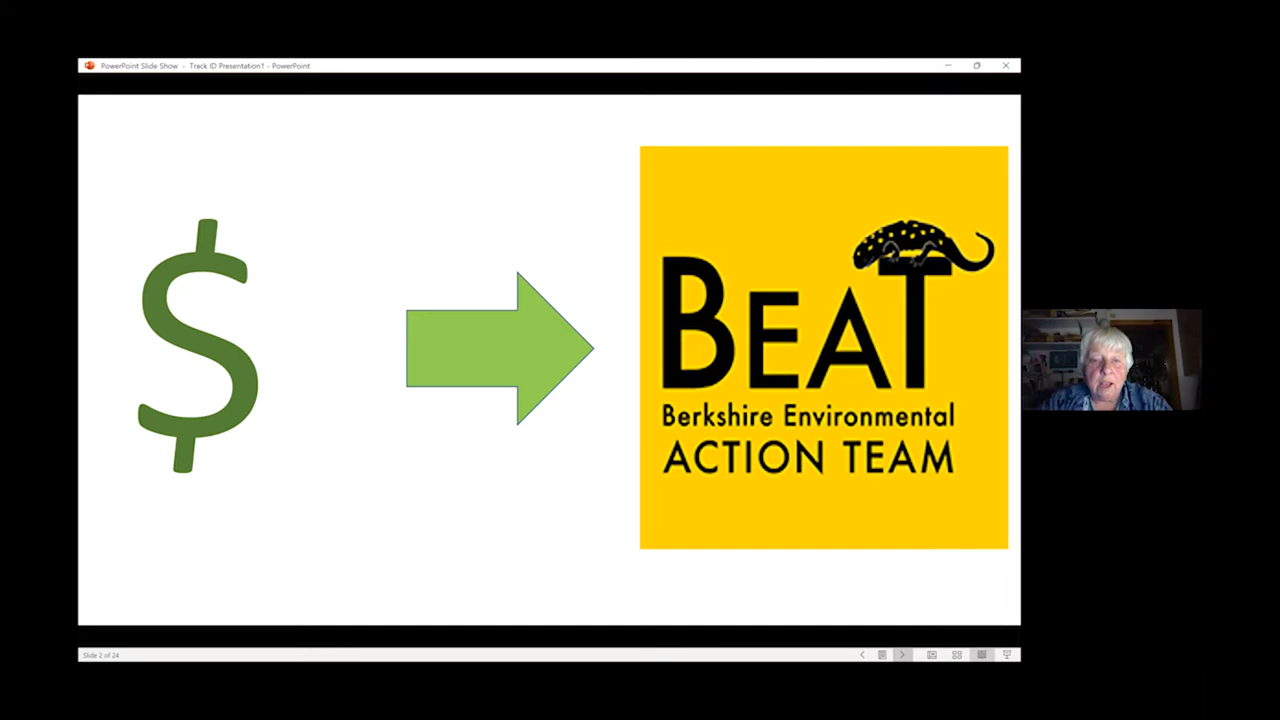 PowerPoint Slide Show - Track ID Presentation1 - PowerPoint
$
BEAT
Berkshire Environmental
ACTION TEAM
Slide 2 of 24